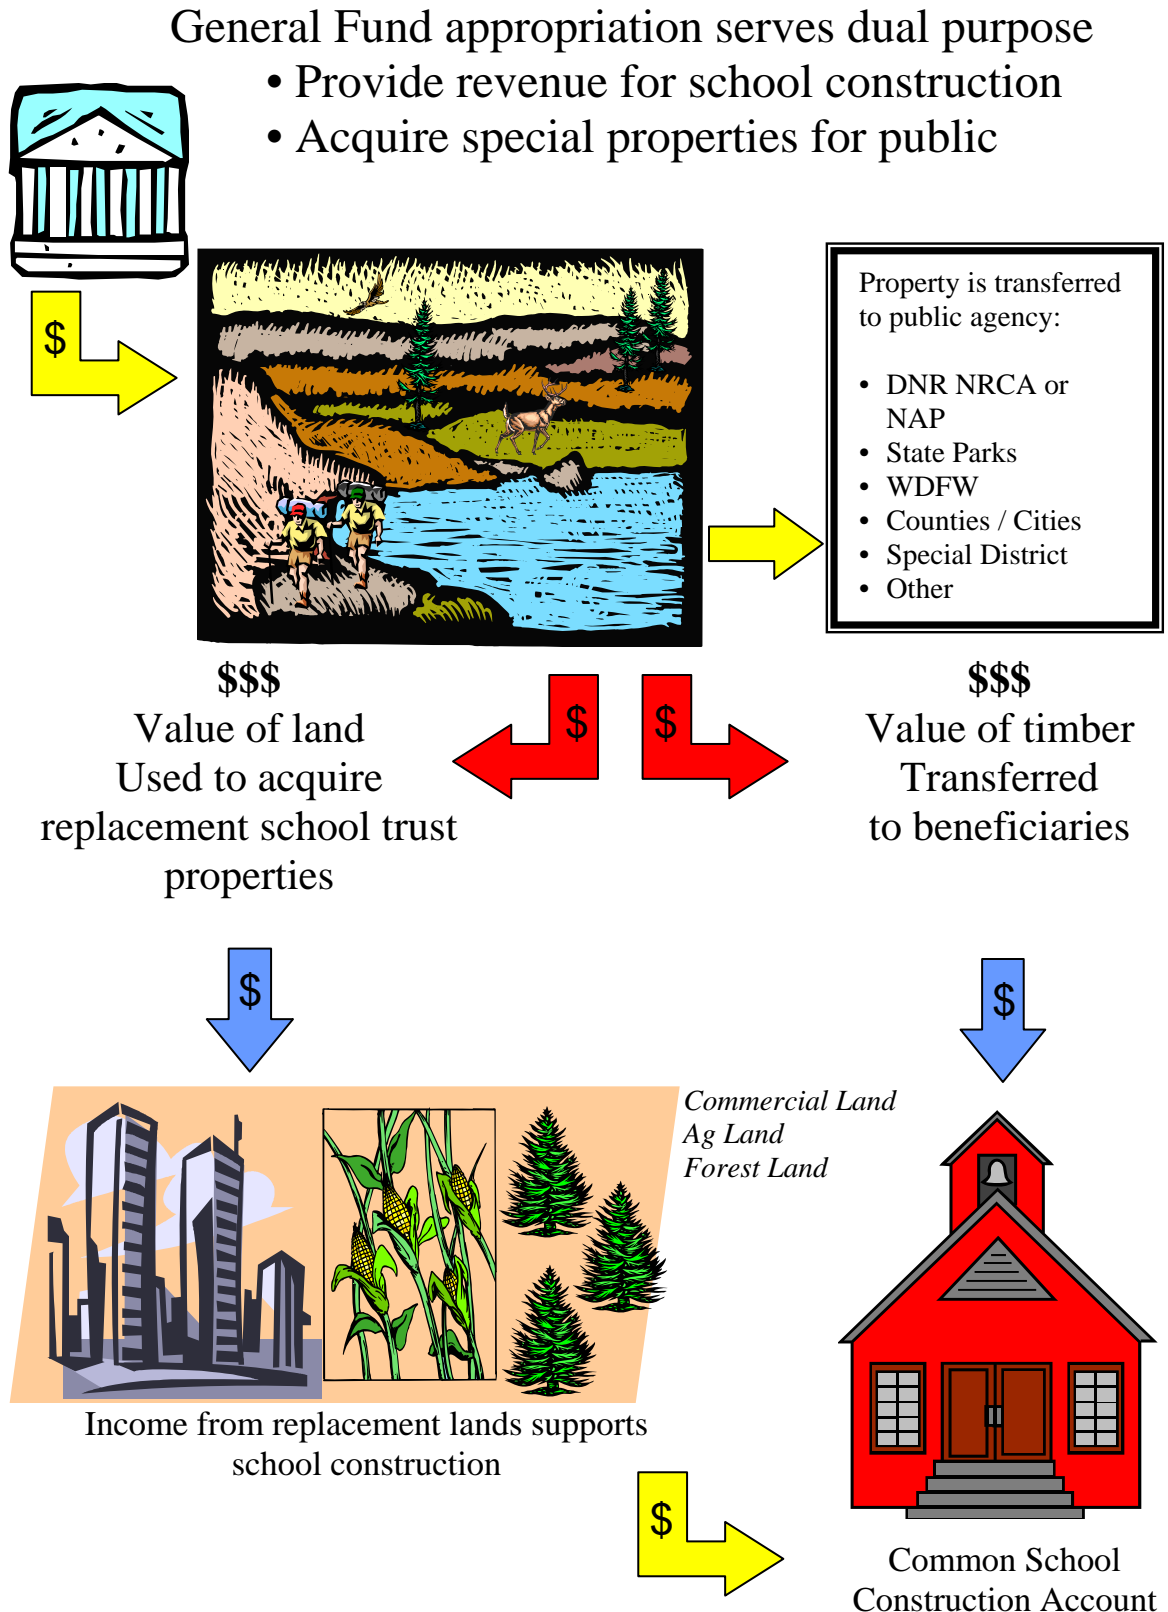 General Fund appropriation serves dual purpose
• Provide revenue for school construction
• Acquire special properties for public
$
Property is transferred
to public agency:
• DNR NRCA or
NAP
• State Parks
• WDFW
• Counties / Cities
• Special District
• Other
$$$
Value of land
Used to acquire
replacement school trust
properties
$
$
$$$
Value of timber
Transferred
to beneficiaries
$
$
Commercial Land
Ag Land
Forest Land
Income from replacement lands supports
school construction
$
Common School
Construction Account